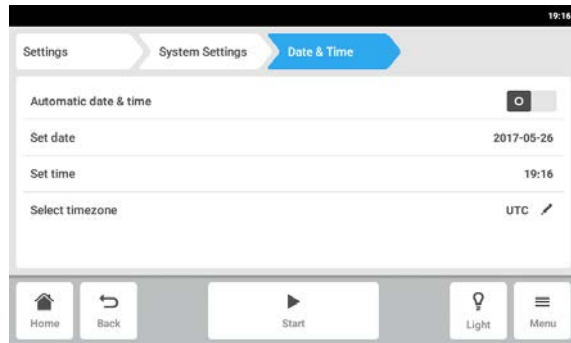 19:16
Settings System Settings Date & Time
Automatic date & time O
Set date 2017-05-26
Set time 19:16
Select timezone UTC
Home Back Start Light Menu